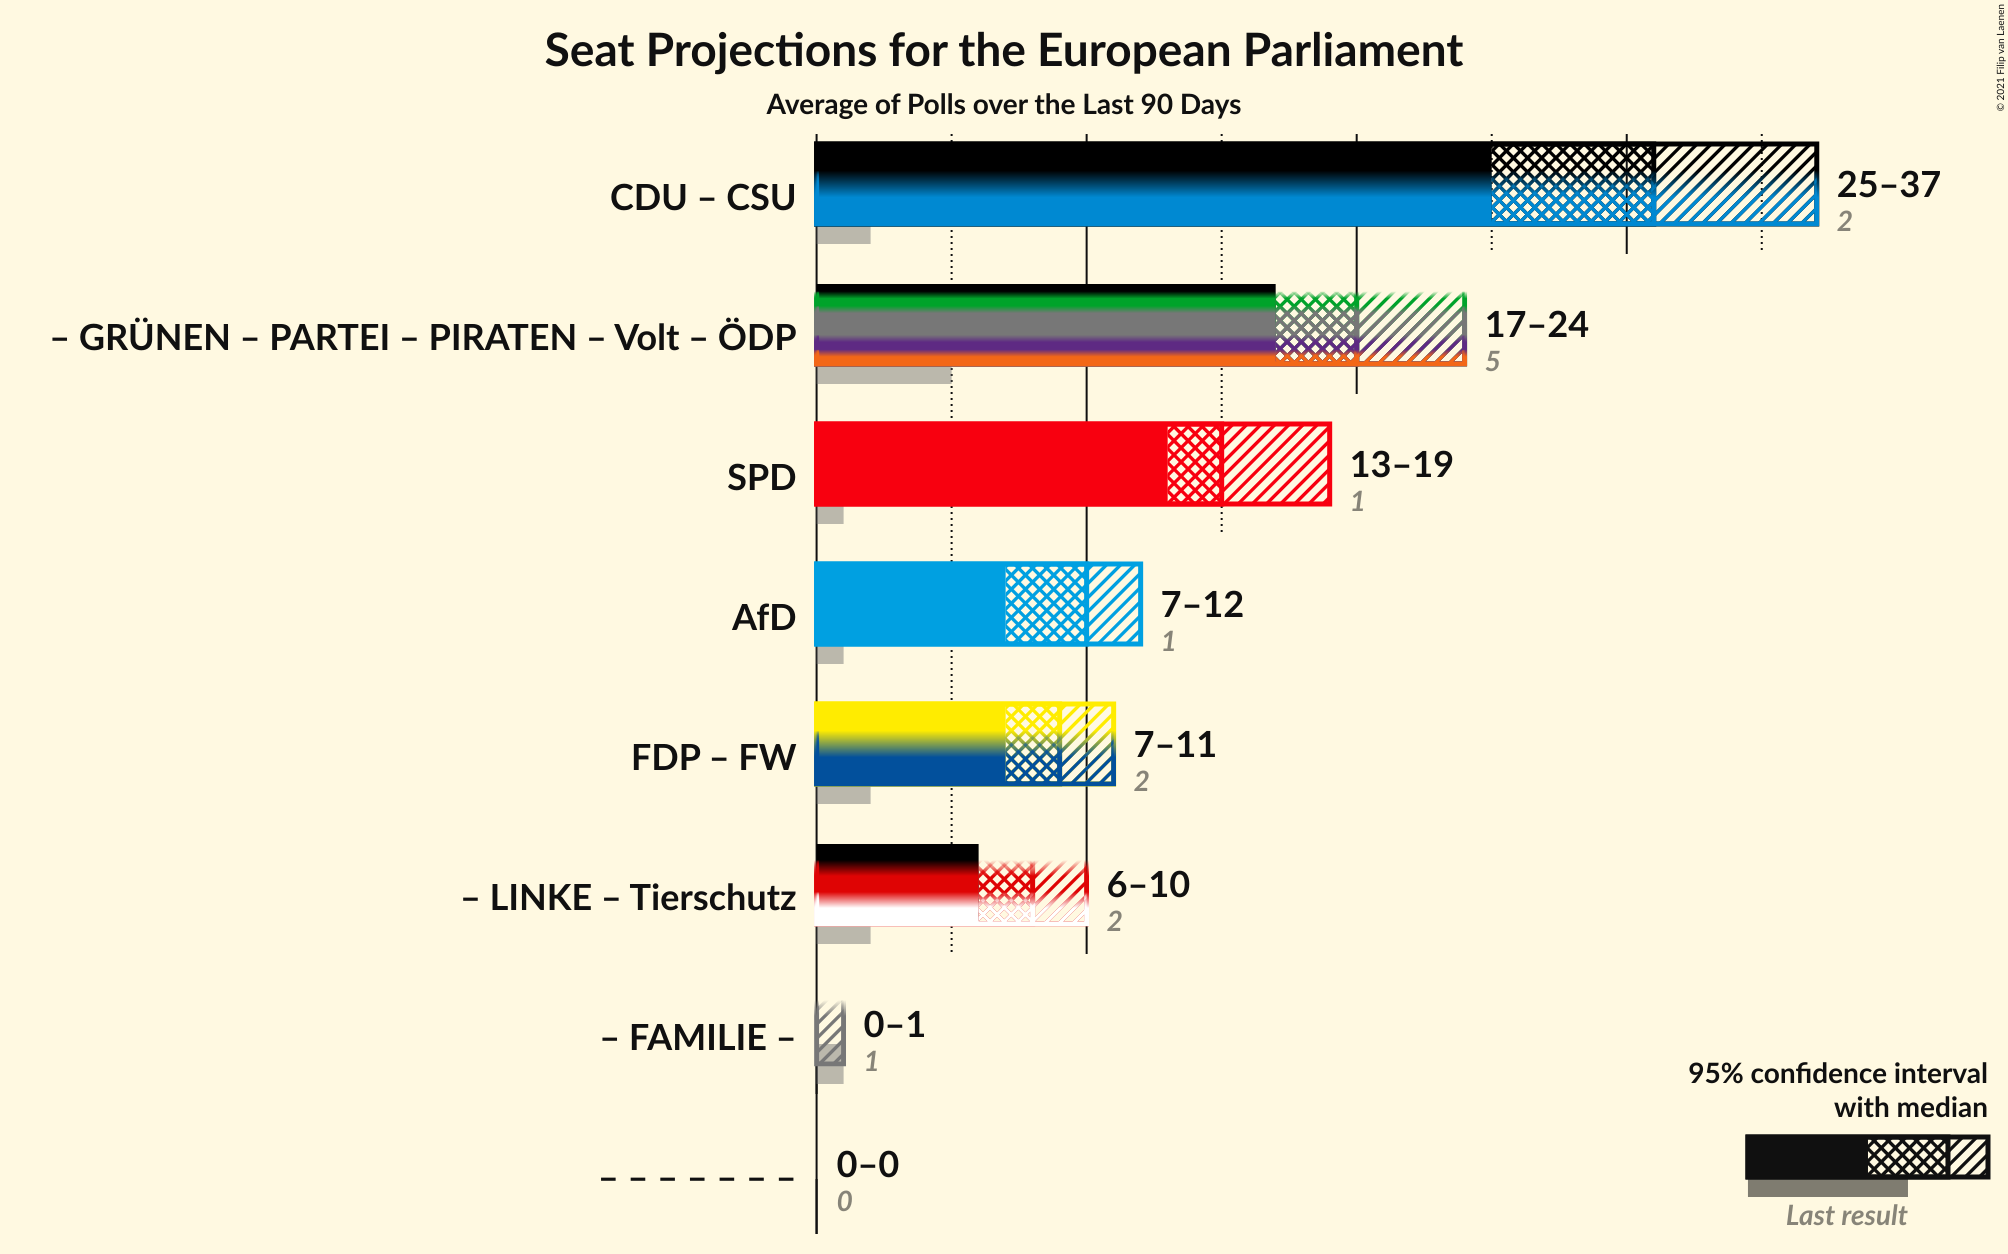 Seat Projections for the European Parliament
Average of Polls over the Last 90 Days
© 2021 Filip van Laenen
CDU – CSU
25–37
2
– GRÜNEN – PARTEI – PIRATEN – Volt – ÖDP
17–24
5
SPD
13–19
1
AfD
7–12
1
FDP – FW
7–11
2
– LINKE – Tierschutz
6–10
2
– FAMILIE –
0–1
1
– – – – – – –
0–0
0
95% confidence interval
with median
Last result